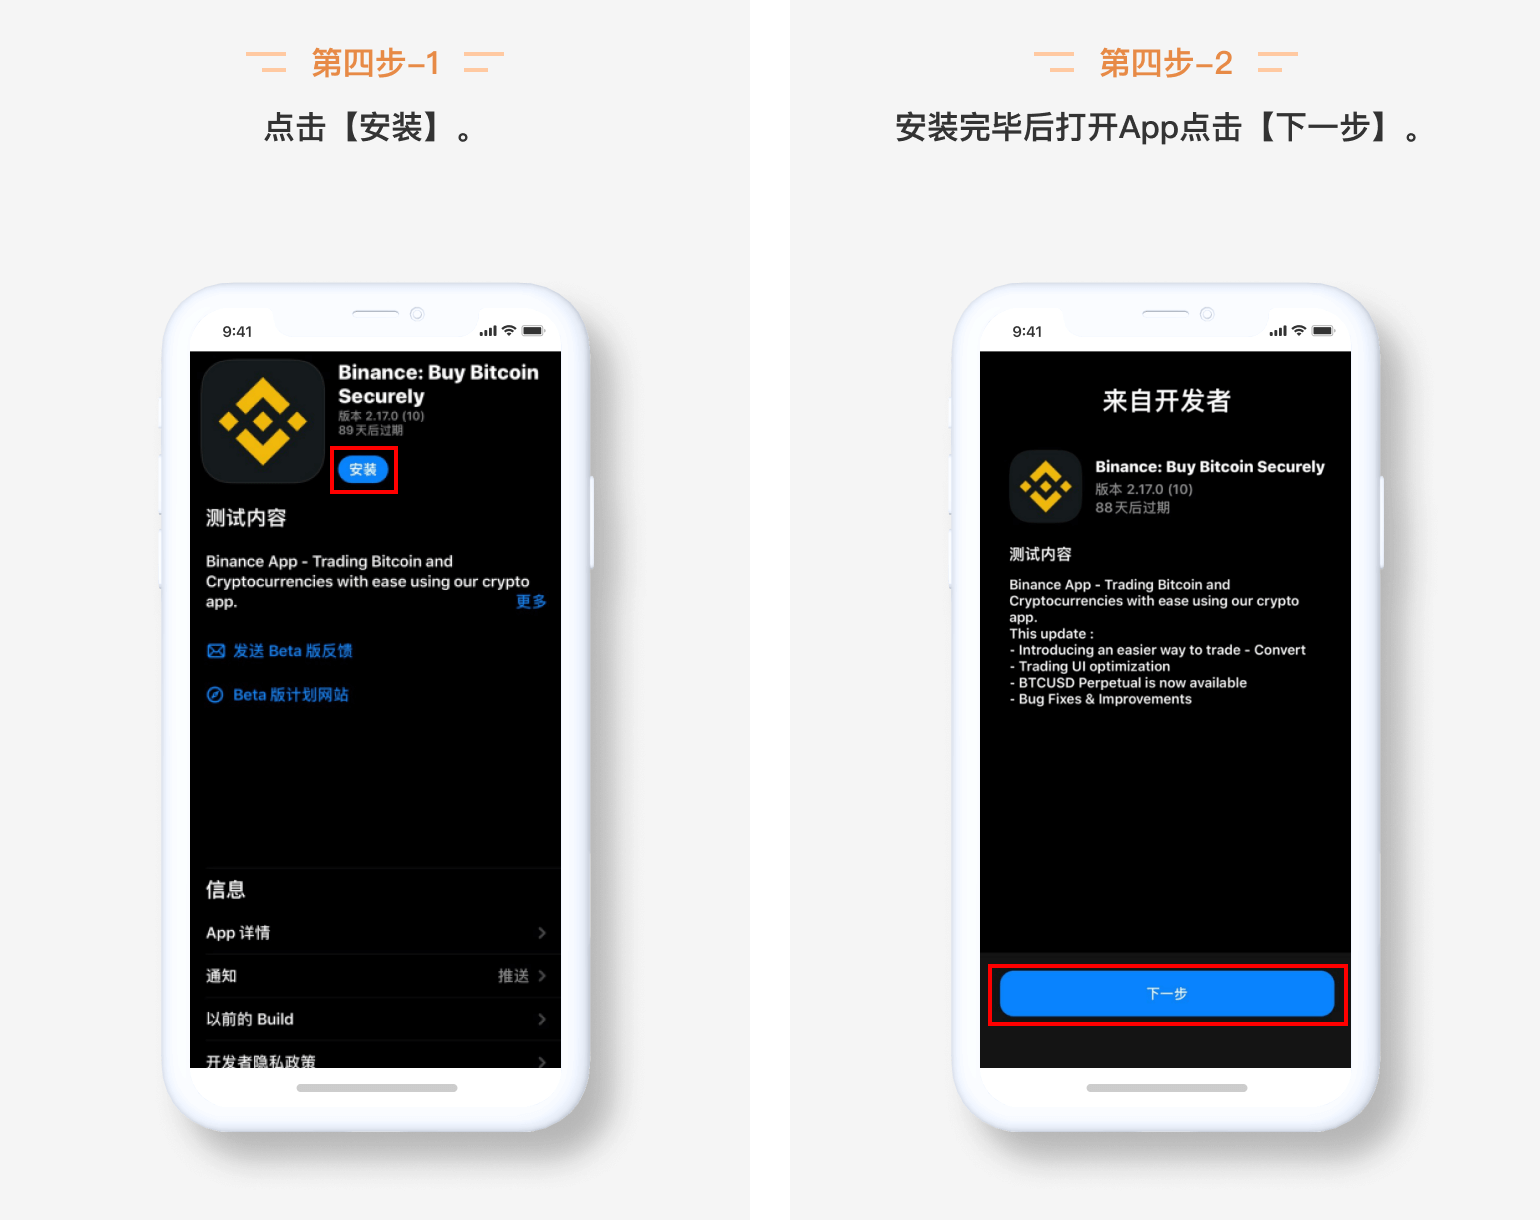 第四步-1
点击【安装】。
9:41
Binance: Buy Bitcoin
Securely
版本 2.17.0 (10)
89 天后过期
安装
测试内容
Binance App - Trading Bitcoin and
Cryptocurrencies with ease using our crypto
app.
更多
发送 Beta 版反馈
Beta 版计划网站
信息
App 详情
通知 推送
以前的 Build
开发者隐私政策
第四步-2
安装完毕后打开App点击【下一步】。
9:41
来自开发者
Binance: Buy Bitcoin Securely
版本 2.17.0 (10)
88 天后过期
测试内容
Binance App - Trading Bitcoin and
Cryptocurrencies with ease using our crypto
app.
This update :
- Introducing an easier way to trade - Convert
- Trading UI optimization
- BTCUSD Perpetual is now available
- Bug Fixes & Improvements
下一步